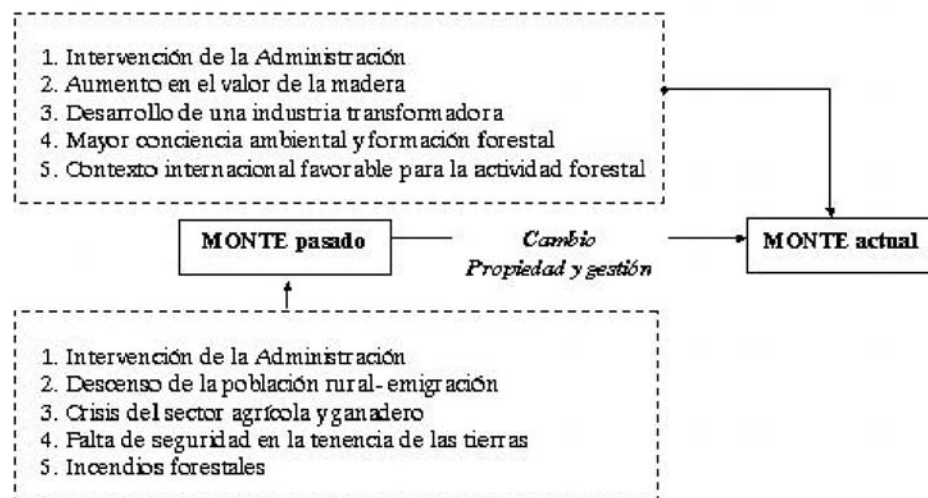 1. Intervención de la Administración
2. Aumento en el valor de la madera
3. Desarrollo de una industria transformadora
4. Mayor conciencia ambiental y formación forestal
5. Contexto internacional favorable para la actividad forestal
MONTE pasado
Cambio
Propiedad y gestión
MONTE actual
1. Intervención de la Administración
2. Descenso de la población rural- emigración
3. Crisis del sector agrícola y ganadero
4. Falta de seguridad en la tenencia de las tierras
5. Incendios forestales